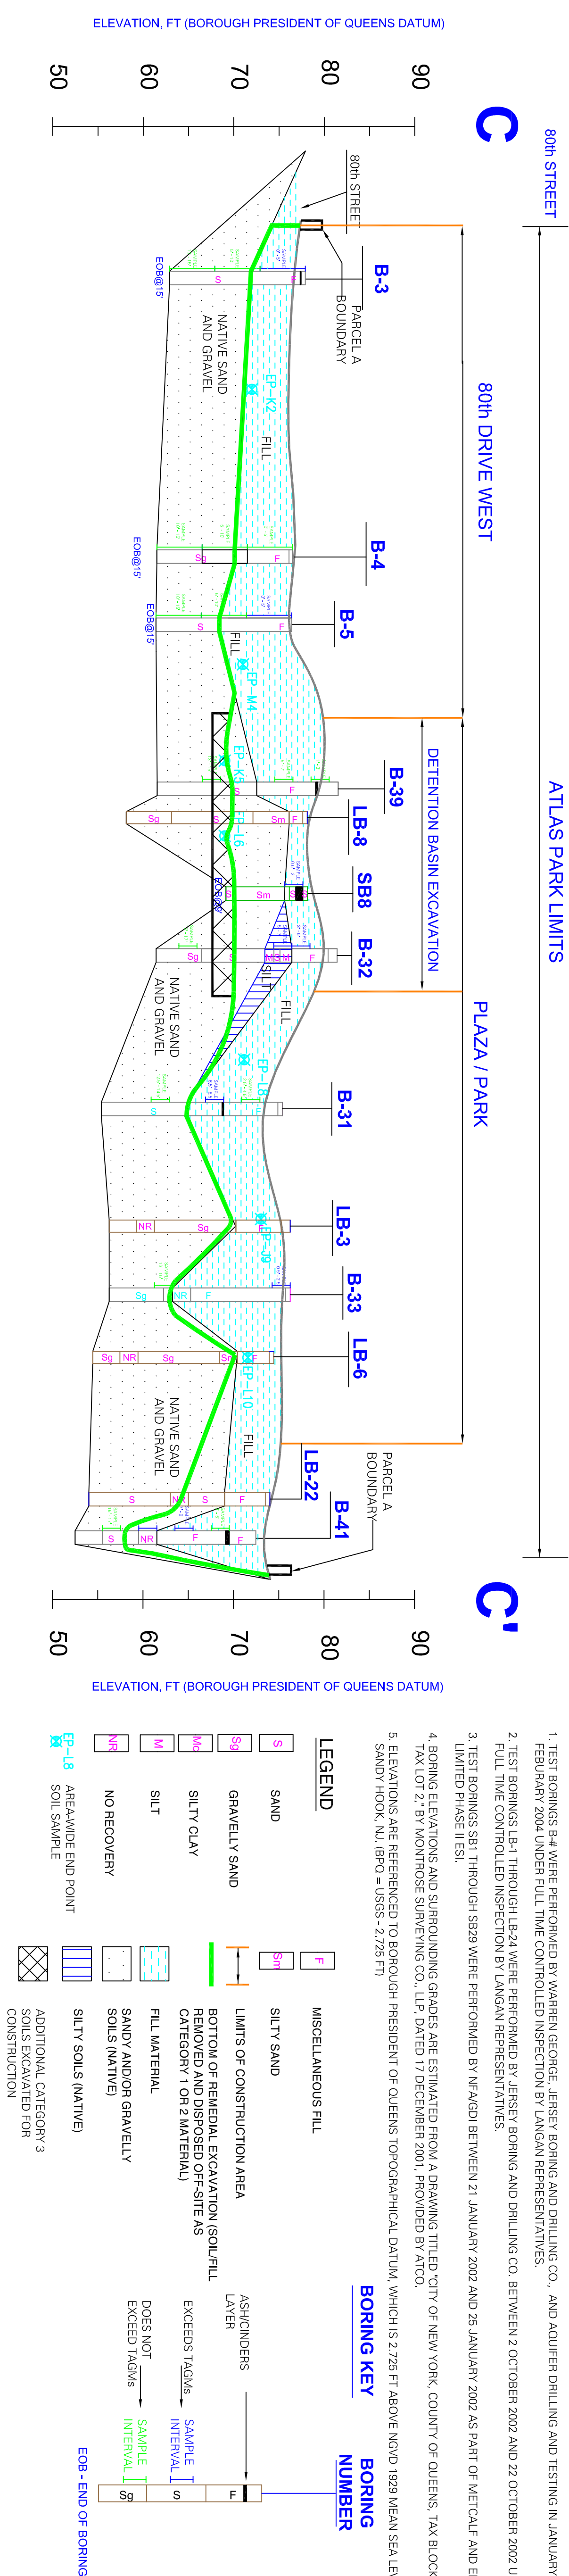 C
C'
80th STREET
ATLAS PARK LIMITS
80th DRIVE WEST
PLAZA / PARK
DETENTION BASIN EXCAVATION
ELEVATION, FT (BOROUGH PRESIDENT OF QUEENS DATUM)
90
80
70
60
50
80th STREET
PARCEL A
BOUNDARY
B-3
B-4
B-5
B-39
LB-8
SB8
B-32
B-31
LB-3
B-33
LB-6
LB-22
B-41
PARCEL A
BOUNDARY
FILL
FILL
FILL
FILL
SILT
EP-K2
EP-M4
EP-K5
EP-L6
EP-L8
EP-J9
EP-L10
NATIVE SAND
AND GRAVEL
NATIVE SAND
AND GRAVEL
NATIVE SAND
AND GRAVEL
EOB@15'
EOB@15'
EOB@15'
90
80
70
60
50
ELEVATION, FT (BOROUGH PRESIDENT OF QUEENS DATUM)
1. TEST BORINGS B-# WERE PERFORMED BY WARREN GEORGE, JERSEY BORING AND DRILLING CO., AND AQUIFER DRILLING AND TESTING IN JANUARY
FEBURARY 2004 UNDER FULL TIME CONTROLLED INSPECTION BY LANGAN REPRESENTATIVES.
2. TEST BORINGS LB-1 THROUGH LB-24 WERE PERFORMED BY JERSEY BORING AND DRILLING CO. BETWEEN 2 OCTOBER 2002 AND 22 OCTOBER 2002 U
FULL TIME CONTROLLED INSPECTION BY LANGAN REPRESENTATIVES.
3. TEST BORINGS SB1 THROUGH SB29 WERE PERFORMED BY NFA/GDI BETWEEN 21 JANUARY 2002 AND 25 JANUARY 2002 AS PART OF METCALF AND E
LIMITED PHASE II ESI.
4. BORING ELEVATIONS AND SURROUNDING GRADES ARE ESTIMATED FROM A DRAWING TITLED "CITY OF NEW YORK, COUNTY OF QUEENS, TAX BLOCK
TAX LOT 2," BY MONTROSE SURVEYING CO., LLP, DATED 17 DECEMBER 2001, PROVIDED BY ATCO.
5. ELEVATIONS ARE REFERENCED TO BOROUGH PRESIDENT OF QUEENS TOPOGRAPHICAL DATUM, WHICH IS 2.725 FT ABOVE NGVD 1929 MEAN SEA LEV
SANDY HOOK, NJ. (BPQ = USGS - 2.725 FT)
LEGEND
S SAND
Sg GRAVELLY SAND
Mc SILTY CLAY
M SILT
NR NO RECOVERY
EP-L8 AREA-WIDE END POINT
SOIL SAMPLE
F MISCELLANEOUS FILL
Sm SILTY SAND
LIMITS OF CONSTRUCTION AREA
BOTTOM OF REMEDIAL EXCAVATION (SOIL/FILL
REMOVED AND DISPOSED OFF-SITE AS
CATEGORY 1 OR 2 MATERIAL)
FILL MATERIAL
SANDY AND/OR GRAVELLY
SOILS (NATIVE)
SILTY SOILS (NATIVE)
ADDITIONAL CATEGORY 3
SOILS EXCAVATED FOR
CONSTRUCTION
BORING KEY
BORING
NUMBER
ASH/CINDERS
LAYER
EXCEEDS TAGMs
DOES NOT
EXCEED TAGMs
SAMPLE
INTERVAL
SAMPLE
INTERVAL
F
S
Sg
EOB - END OF BORING